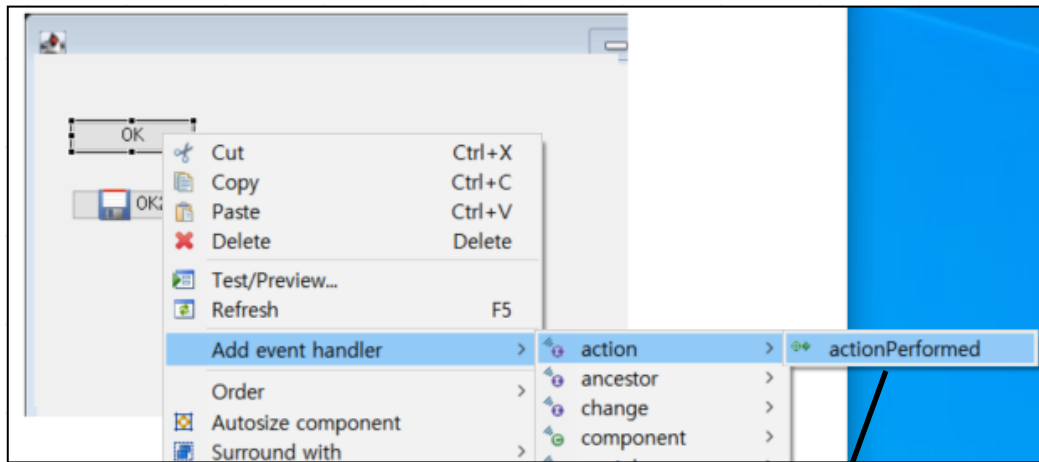 OK
OK2
Cut Ctrl+X
Copy Ctrl+C
Paste Ctrl+V
Delete Delete
Test/Preview...
Refresh F5
Add event handler > action > actionPerformed
Order > ancestor >
Autosize component change >
Surround with > component >